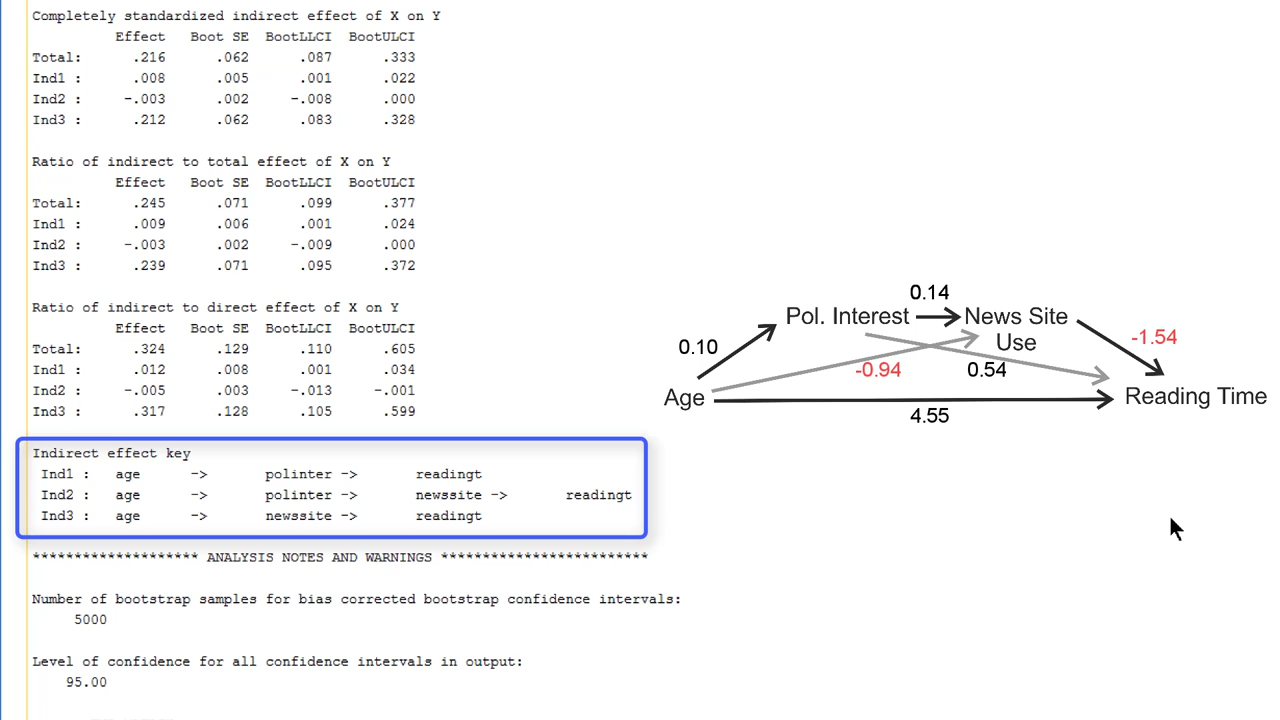 Completely standardized indirect effect of X on Y
Effect Boot SE BootLLCI BootULCI
Total: .216 .062 .087 .333
Ind1 : .008 .005 .001 .022
Ind2 : -.003 .002 -.008 .000
Ind3 : .212 .062 .083 .328
Ratio of indirect to total effect of X on Y
Effect Boot SE BootLLCI BootULCI
Total: .245 .071 .099 .377
Ind1 : .009 .006 .001 .024
Ind2 : -.003 .002 -.009 .000
Ind3 : .239 .071 .095 .372
Ratio of indirect to direct effect of X on Y
Effect Boot SE BootLLCI BootULCI
Total: .324 .129 .110 .605
Ind1 : .012 .008 .001 .034
Ind2 : -.005 .003 -.013 -.001
Ind3 : .317 .128 .105 .599
Indirect effect key
Ind1 : age -> polinter -> readingt
Ind2 : age -> polinter -> newssite -> readingt
Ind3 : age -> newssite -> readingt
******************** ANALYSIS NOTES AND WARNINGS *************************
Number of bootstrap samples for bias corrected bootstrap confidence intervals:
5000
Level of confidence for all confidence intervals in output:
95.00
0.14
Pol. Interest News Site
Use
0.10 -1.54
-0.94 0.54
Age Reading Time
4.55